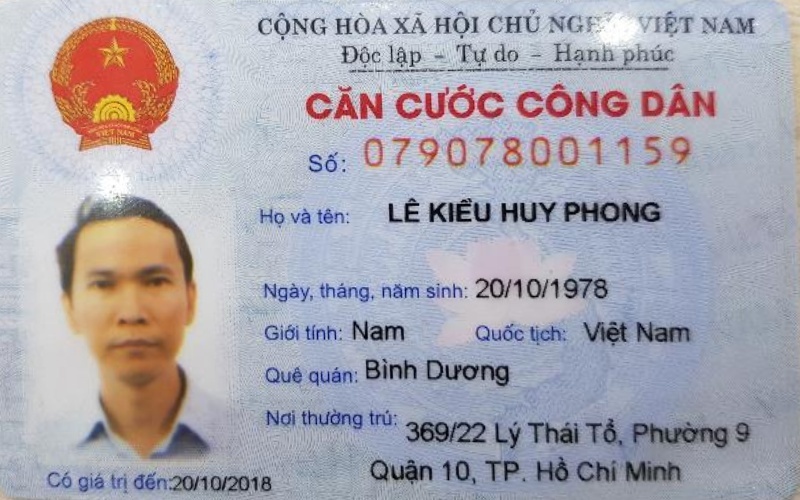 CỘNG HÒA XÃ HỘI CHỦ NGHĨA VIỆT NAM
Độc lập - Tự do - Hạnh phúc
CĂN CƯỚC CÔNG DÂN
Số: 079078001159
Họ và tên: LÊ KIỀU HUY PHONG
Ngày, tháng, năm sinh: 20/10/1978
Giới tính: Nam Quốc tịch: Việt Nam
Quê quán: Bình Dương
Nơi thường trú: 369/22 Lý Thái Tổ, Phường 9
Quận 10, TP. Hồ Chí Minh
Có giá trị đến: 20/10/2018